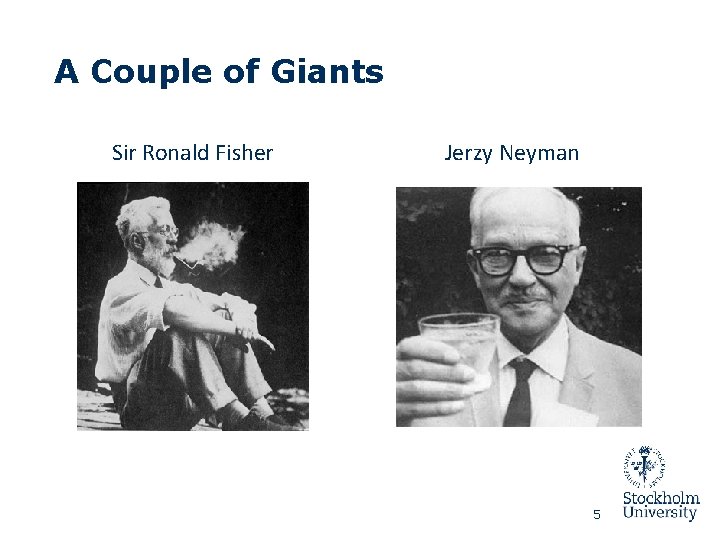 A Couple of Giants
Sir Ronald Fisher
Jerzy Neyman
5
Stockholm
University